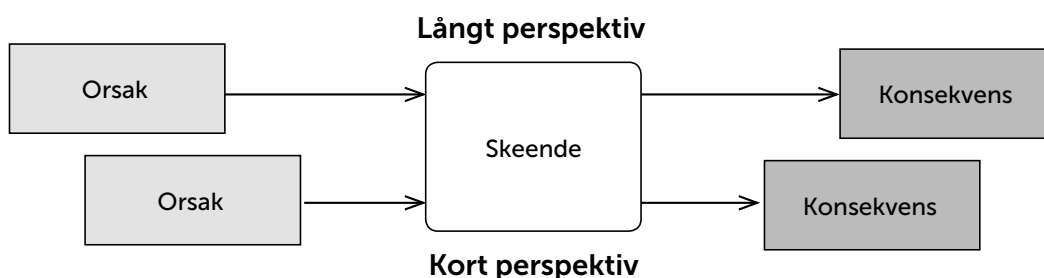 Långt perspektiv
Orsak
Skeende
Konsekvens
Orsak
Konsekvens
Kort perspektiv